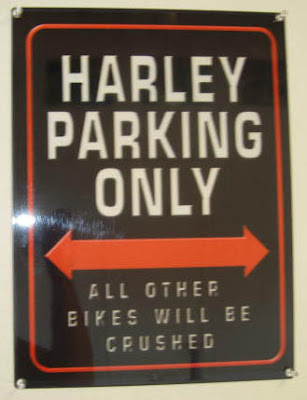 HARLEY
PARKING
ONLY
ALL OTHER
BIKES WILL BE
CRUSHED